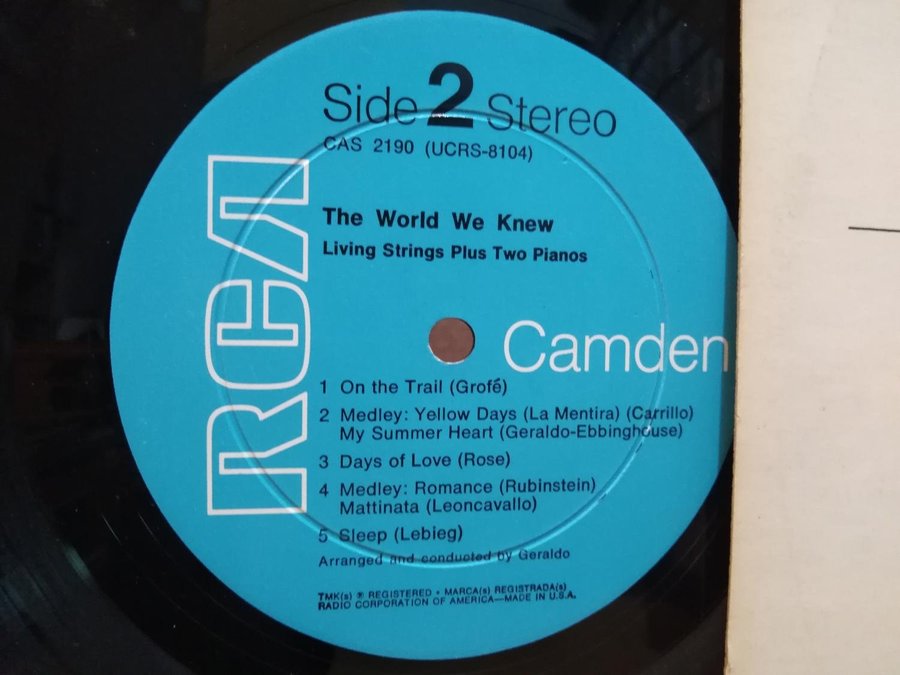 Side 2 Stereo
CAS 2190 (UCRS-8104)
The World We Knew
Living Strings Plus Two Pianos
RCA
Camden
1 On the Trail (Grofé)
2 Medley: Yellow Days (La Mentira) (Carrillo)
My Summer Heart (Geraldo-Ebbinghouse)
3 Days of Love (Rose)
4 Medley: Romance (Rubinstein)
Mattinata (Leoncavallo)
5 Sleep (Lebieg)
Arranged and conducted by Geraldo
TMK(s) ® REGISTERED • MARCA(s) REGISTRADA(s)
RADIO CORPORATION OF AMERICA—MADE IN U.S.A.